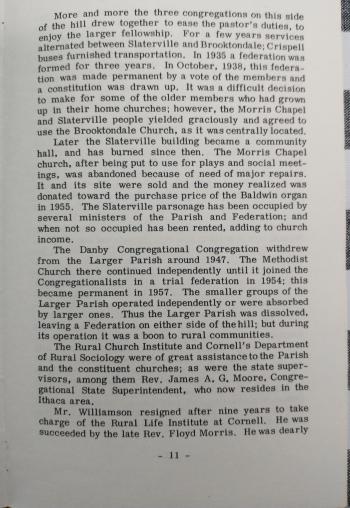 More and more the three congregations on this side
of the hill drew together to ease the pastor's duties, to
enjoy the larger fellowship. For a few years services
alternated between Slaterville and Brooktondale; Crispell
buses furnished transportation. In 1935 a federation was
formed for three years. In October, 1938, this federa-
tion was made permanent by a vote of the members and
a constitution was drawn up. It was a difficult decision
to make for some of the older members who had grown
up in their home churches; however, the Morris Chapel
and Slaterville people yielded graciously and agreed to
use the Brooktondale Church, as it was centrally located.
Later the Slaterville building became a community
hall, and has burned since then. The Morris Chapel
church, after being put to use for plays and social meet-
ings, was abandoned because of need of major repairs.
It and its site were sold and the money realized was
donated toward the purchase price of the Baldwin organ
in 1955. The Slaterville parsonage has been occupied by
several ministers of the Parish and Federation; and
when not so occupied has been rented, adding to church
income.
The Danby Congregational Congregation withdrew
from the Larger Parish around 1947. The Methodist
Church there continued independently until it joined the
Congregationalists in a trial federation in 1954; this
became permanent in 1957. The smaller groups of the
Larger Parish operated independently or were absorbed
by larger ones. Thus the Larger Parish was dissolved,
leaving a Federation on either side of the hill; but during
its operation it was a boon to rural communities.
The Rural Church Institute and Cornell's Department
of Rural Sociology were of great assistance to the Parish
and the constituent churches; as were the state super-
visors, among them Rev. James A. G. Moore, Congre-
gational State Superintendent, who now resides in the
Ithaca area.
Mr. Williamson resigned after nine years to take
charge of the Rural Life Institute at Cornell. He was
succeeded by the late Rev. Floyd Morris. He was dearly
- 11 -